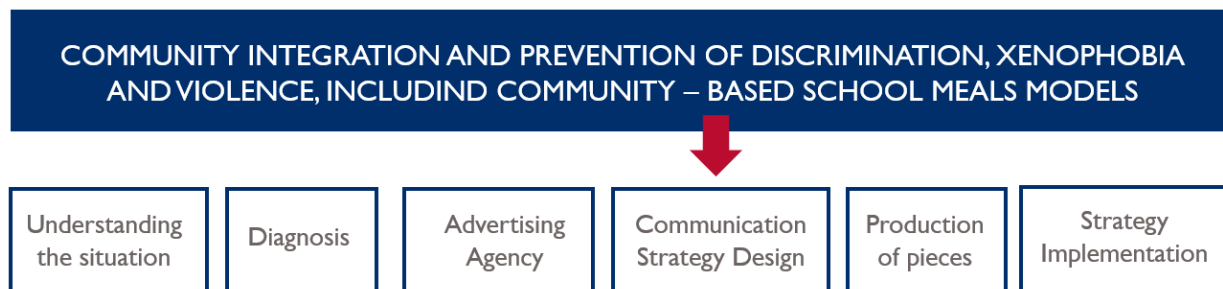 COMMUNITY INTEGRATION AND PREVENTION OF DISCRIMINATION, XENOPHOBIA
AND VIOLENCE, INCLUDIND COMMUNITY – BASED SCHOOL MEALS MODELS
Understanding
the situation
Diagnosis
Advertising
Agency
Communication
Strategy Design
Production
of pieces
Strategy
Implementation